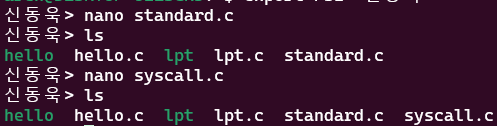 신동욱> nano standard.c
신동욱> ls
hello hello.c lpt lpt.c standard.c
신동욱> nano syscall.c
신동욱> ls
hello hello.c lpt lpt.c standard.c syscall.c